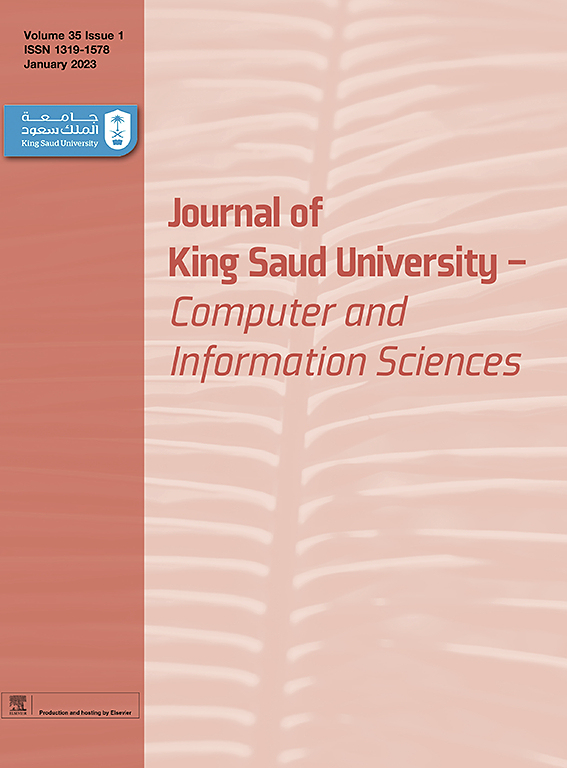 Volume 35 Issue 1
ISSN 1319-1578
January 2023
جامعة
الملك سعود
King Saud University
Journal of
King Saud University –
Computer and
Information Sciences
ELSEVIER
Production and hosting by Elsevier